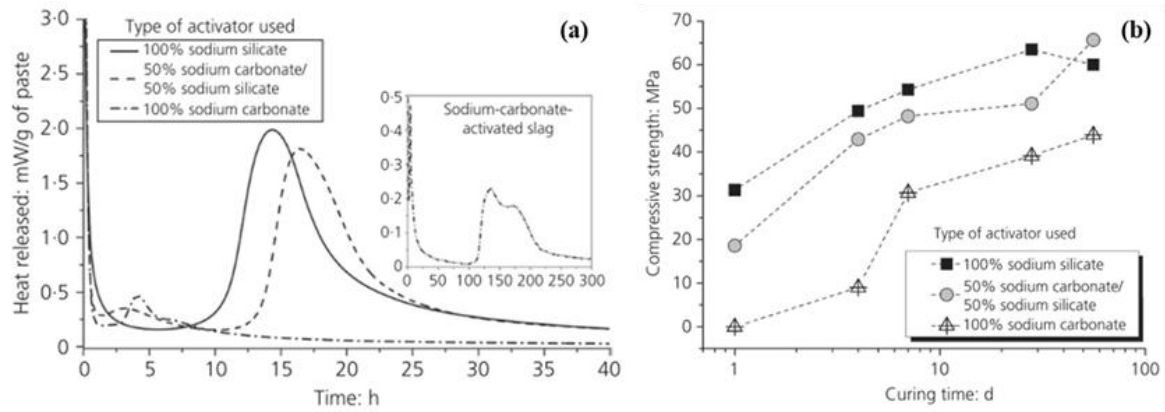 (a)
3·0
2·5
2·0
1·5
1·0
0·5
0
Heat released: mW/g of paste
Type of activator used
100% sodium silicate
50% sodium carbonate/
50% sodium silicate
100% sodium carbonate
0·5
0·4
0·3
0·2
0·1
0
Sodium-carbonate-
activated slag
0 50 100 150 200 250 300
0 5 10 15 20 25 30 35 40
Time: h
(b)
70
60
50
40
30
20
10
0
Compressive strength: MPa
Type of activator used
100% sodium silicate
50% sodium carbonate/
50% sodium silicate
100% sodium carbonate
1 10 100
Curing time: d